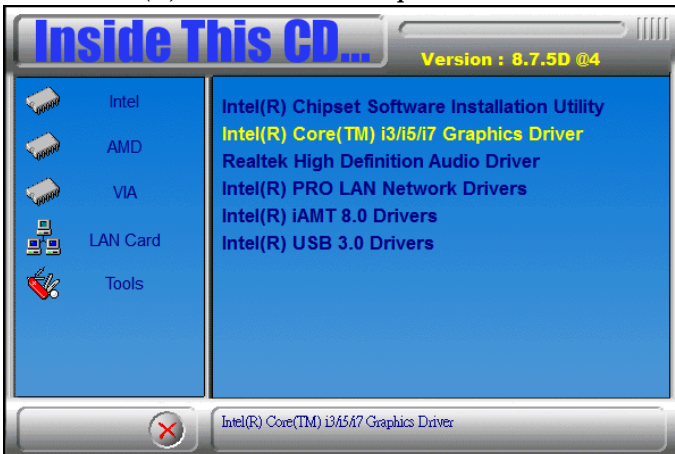 Inside This CD...
Version : 8.7.5D @4
Intel
AMD
VIA
LAN Card
Tools
Intel(R) Chipset Software Installation Utility
Intel(R) Core(TM) i3/i5/i7 Graphics Driver
Realtek High Definition Audio Driver
Intel(R) PRO LAN Network Drivers
Intel(R) iAMT 8.0 Drivers
Intel(R) USB 3.0 Drivers
Intel(R) Core(TM) i3/i5/i7 Graphics Driver